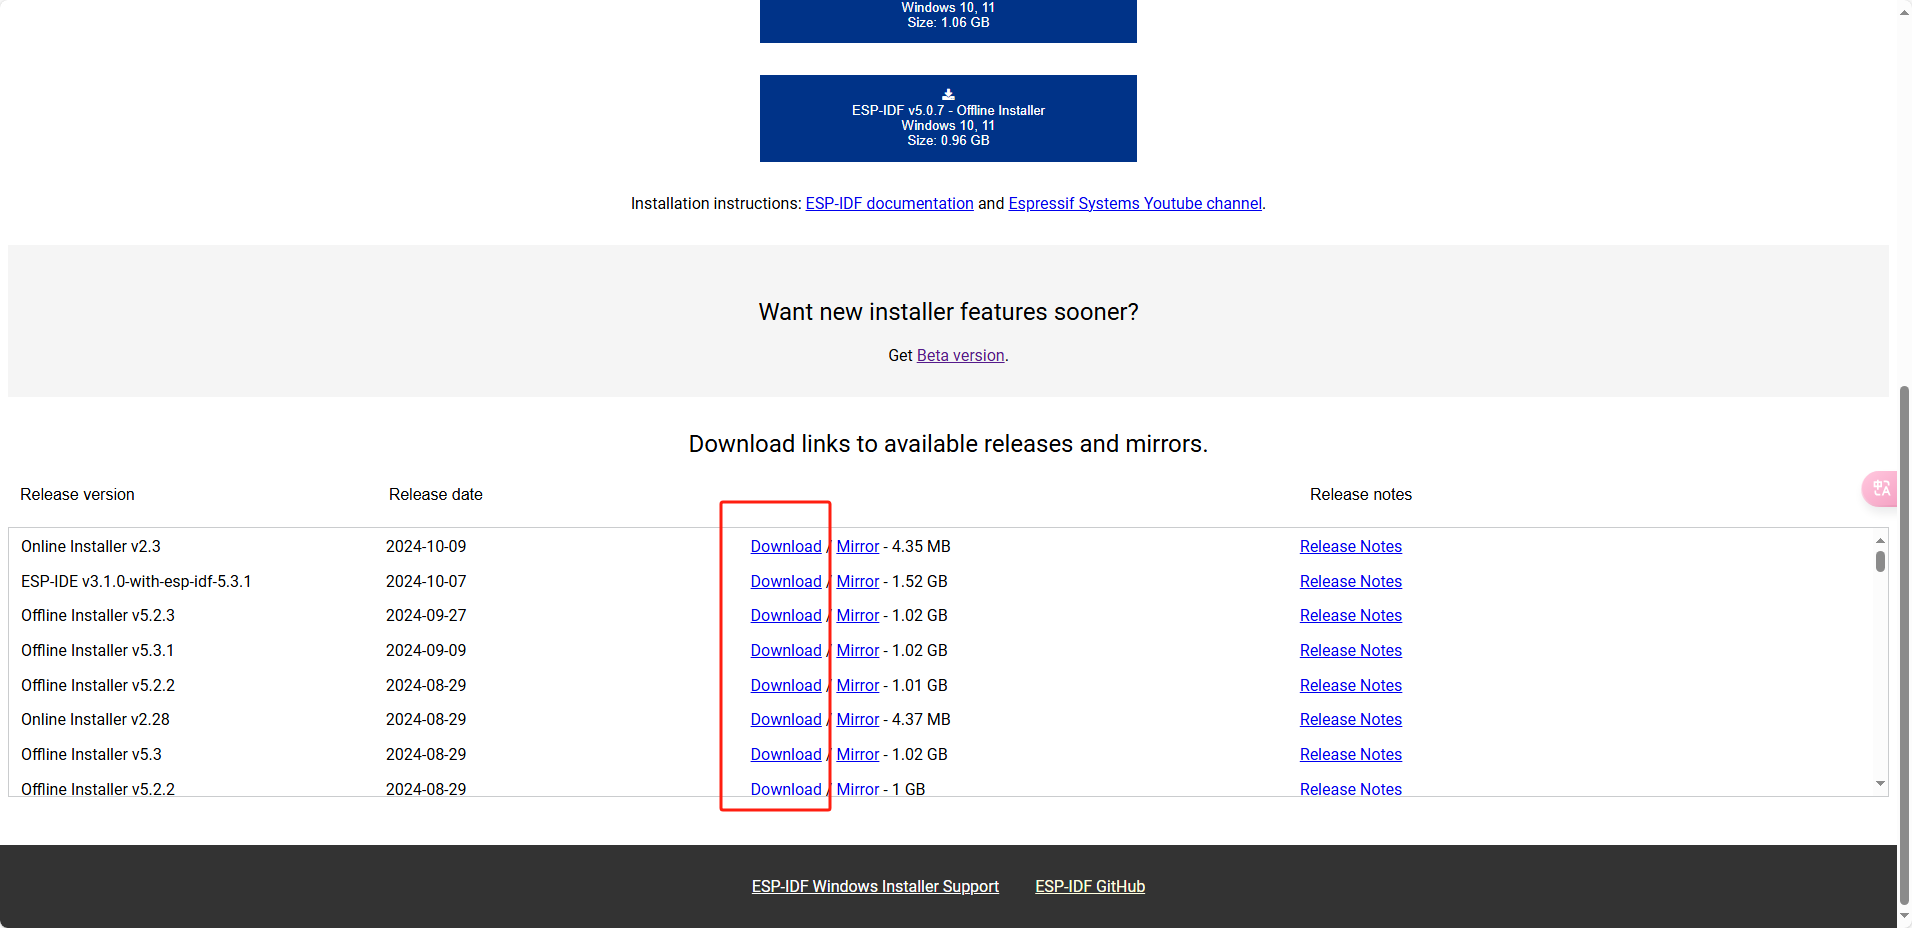 Windows 10, 11
Size: 1.06 GB
ESP-IDF v5.0.7 - Offline Installer
Windows 10, 11
Size: 0.96 GB
Installation instructions: ESP-IDF documentation and Espressif Systems Youtube channel.
Want new installer features sooner?
Get Beta version.
Download links to available releases and mirrors.
Release version Release date Release notes
Online Installer v2.3 2024-10-09 Download / Mirror - 4.35 MB Release Notes
ESP-IDE v3.1.0-with-esp-idf-5.3.1 2024-10-07 Download / Mirror - 1.52 GB Release Notes
Offline Installer v5.2.3 2024-09-27 Download / Mirror - 1.02 GB Release Notes
Offline Installer v5.3.1 2024-09-09 Download / Mirror - 1.02 GB Release Notes
Offline Installer v5.2.2 2024-08-29 Download / Mirror - 1.01 GB Release Notes
Online Installer v2.28 2024-08-29 Download / Mirror - 4.37 MB Release Notes
Offline Installer v5.3 2024-08-29 Download / Mirror - 1.02 GB Release Notes
Offline Installer v5.2.2 2024-08-29 Download / Mirror - 1 GB Release Notes
ESP-IDF Windows Installer Support ESP-IDF GitHub